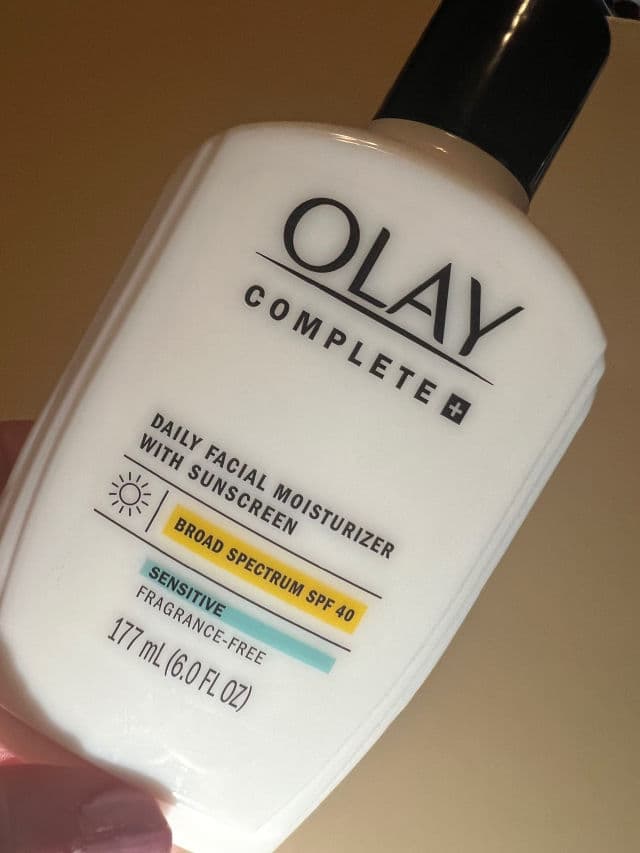 OLAY
COMPLETE+
DAILY FACIAL MOISTURIZER
WITH SUNSCREEN
BROAD SPECTRUM SPF 40
SENSITIVE
FRAGRANCE-FREE
177 mL (6.0 FL OZ)